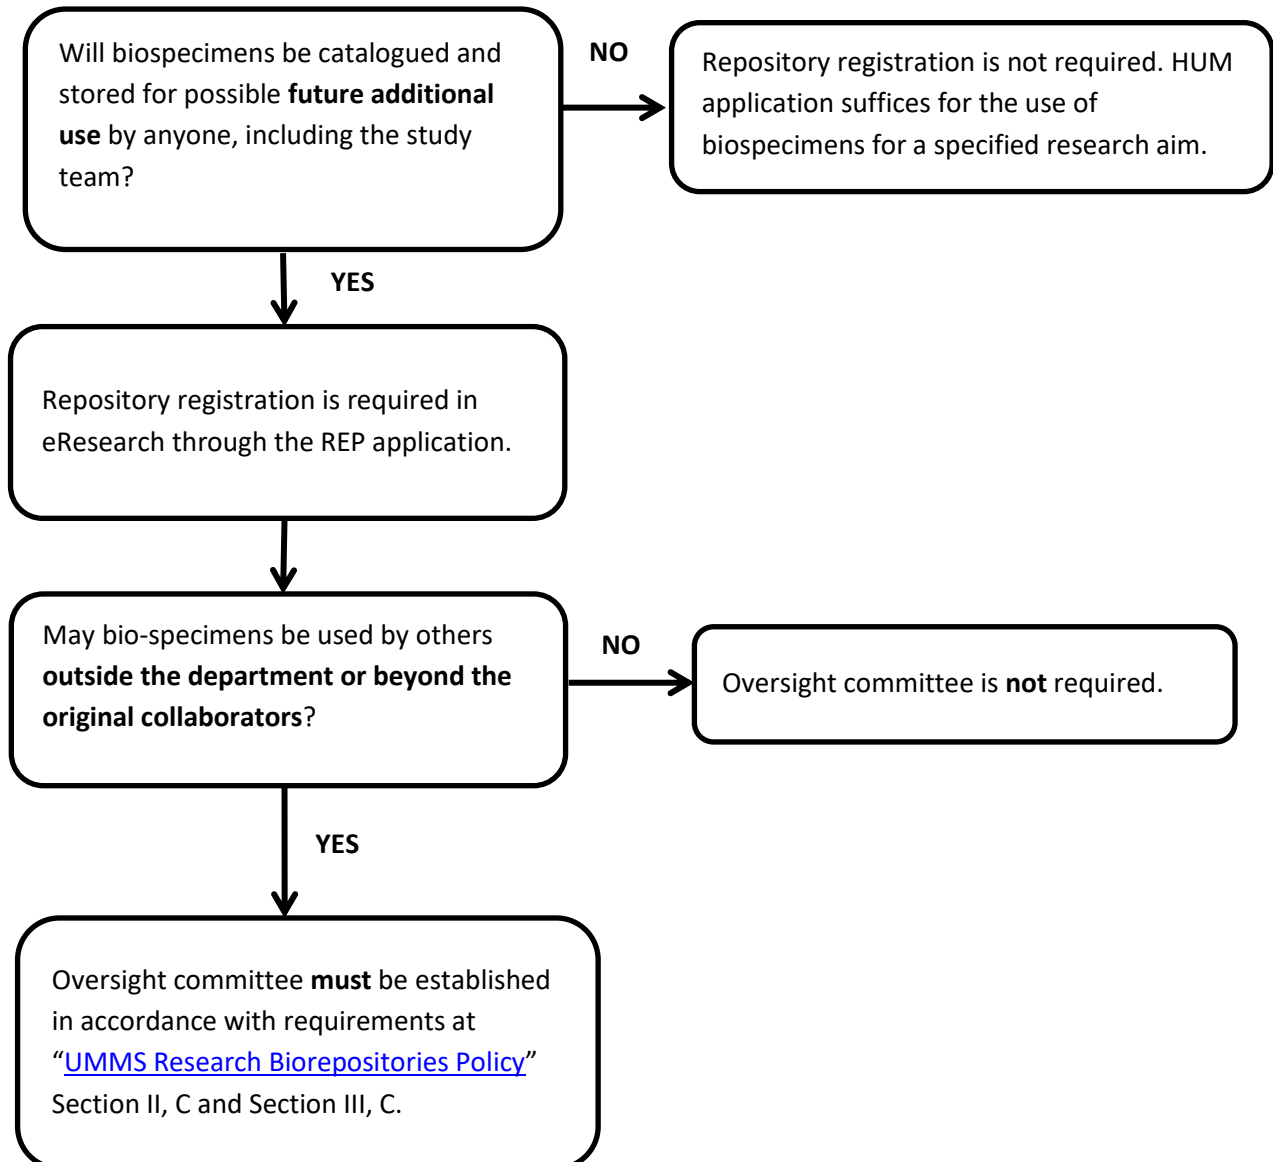 Will biospecimens be catalogued and
stored for possible future additional
use by anyone, including the study
team?
NO
Repository registration is not required. HUM
application suffices for the use of
biospecimens for a specified research aim.
YES
Repository registration is required in
eResearch through the REP application.
May bio-specimens be used by others
outside the department or beyond the
original collaborators?
NO
Oversight committee is not required.
YES
Oversight committee must be established
in accordance with requirements at
“UMMS Research Biorepositories Policy”
Section II, C and Section III, C.